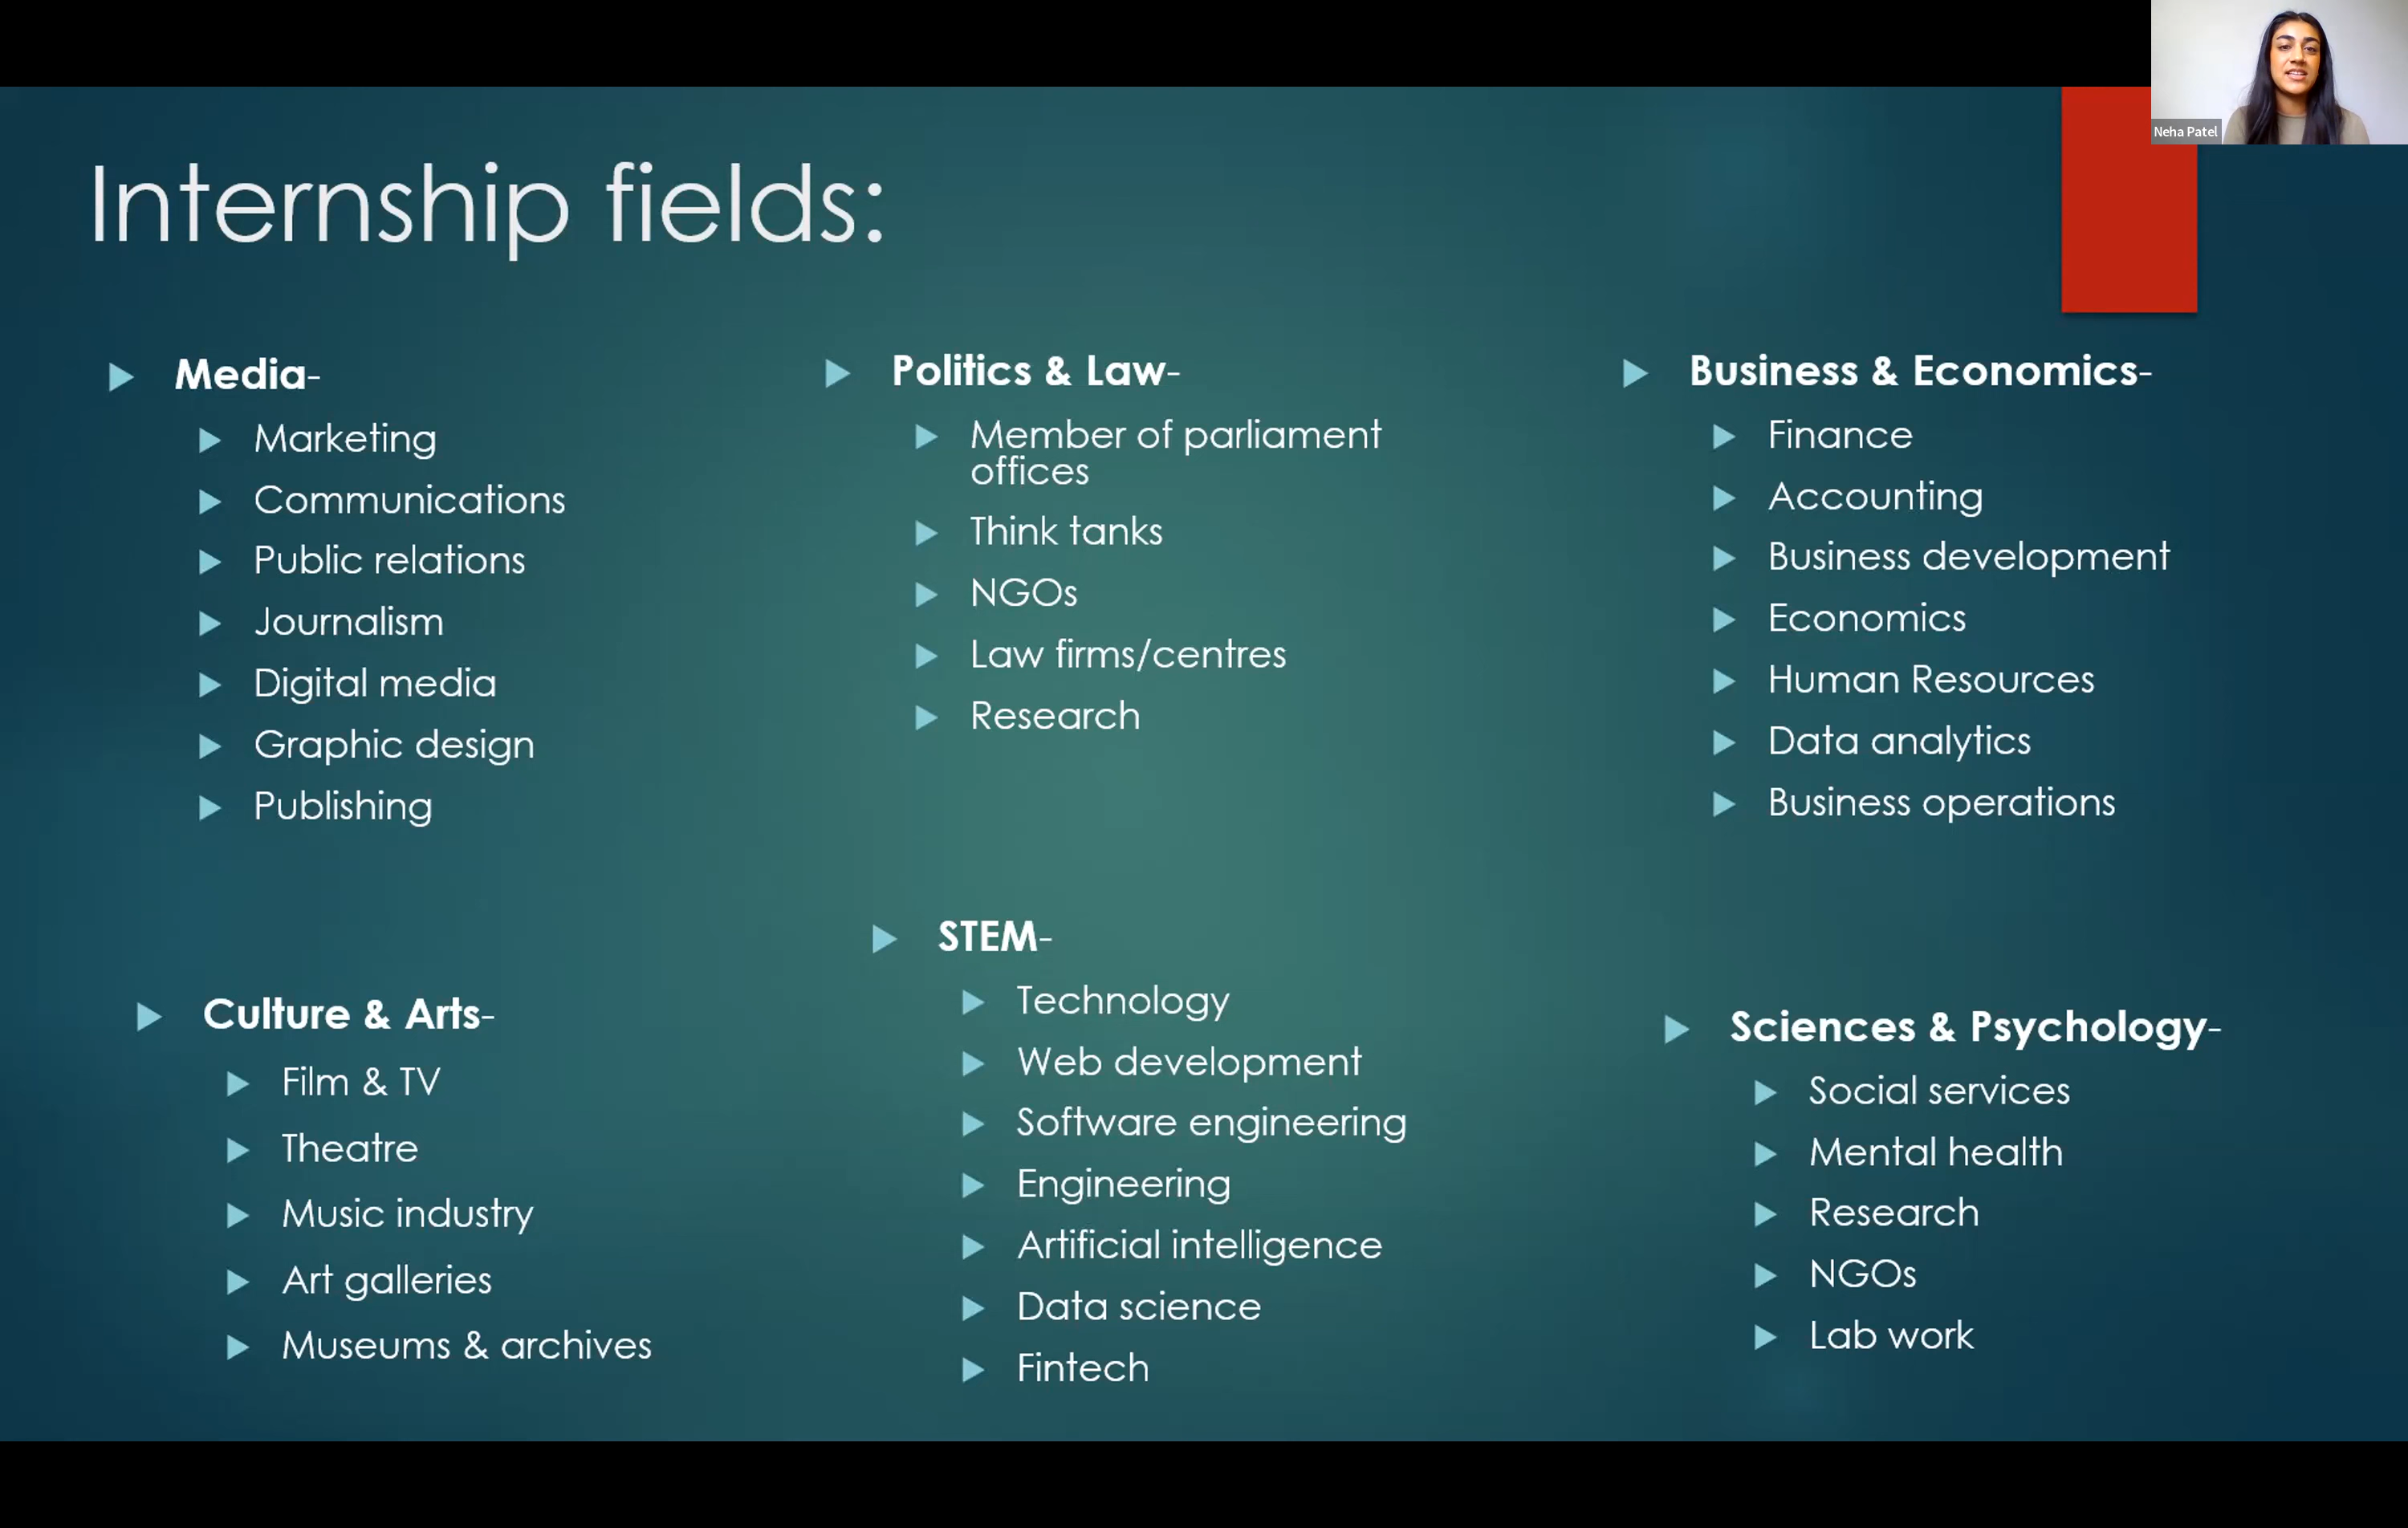 Neha Patel
Internship fields:
Media-
Marketing
Communications
Public relations
Journalism
Digital media
Graphic design
Publishing
Politics & Law-
Member of parliament
offices
Think tanks
NGOs
Law firms/centres
Research
Business & Economics-
Finance
Accounting
Business development
Economics
Human Resources
Data analytics
Business operations
Culture & Arts-
Film & TV
Theatre
Music industry
Art galleries
Museums & archives
STEM-
Technology
Web development
Software engineering
Engineering
Artificial intelligence
Data science
Fintech
Sciences & Psychology-
Social services
Mental health
Research
NGOs
Lab work